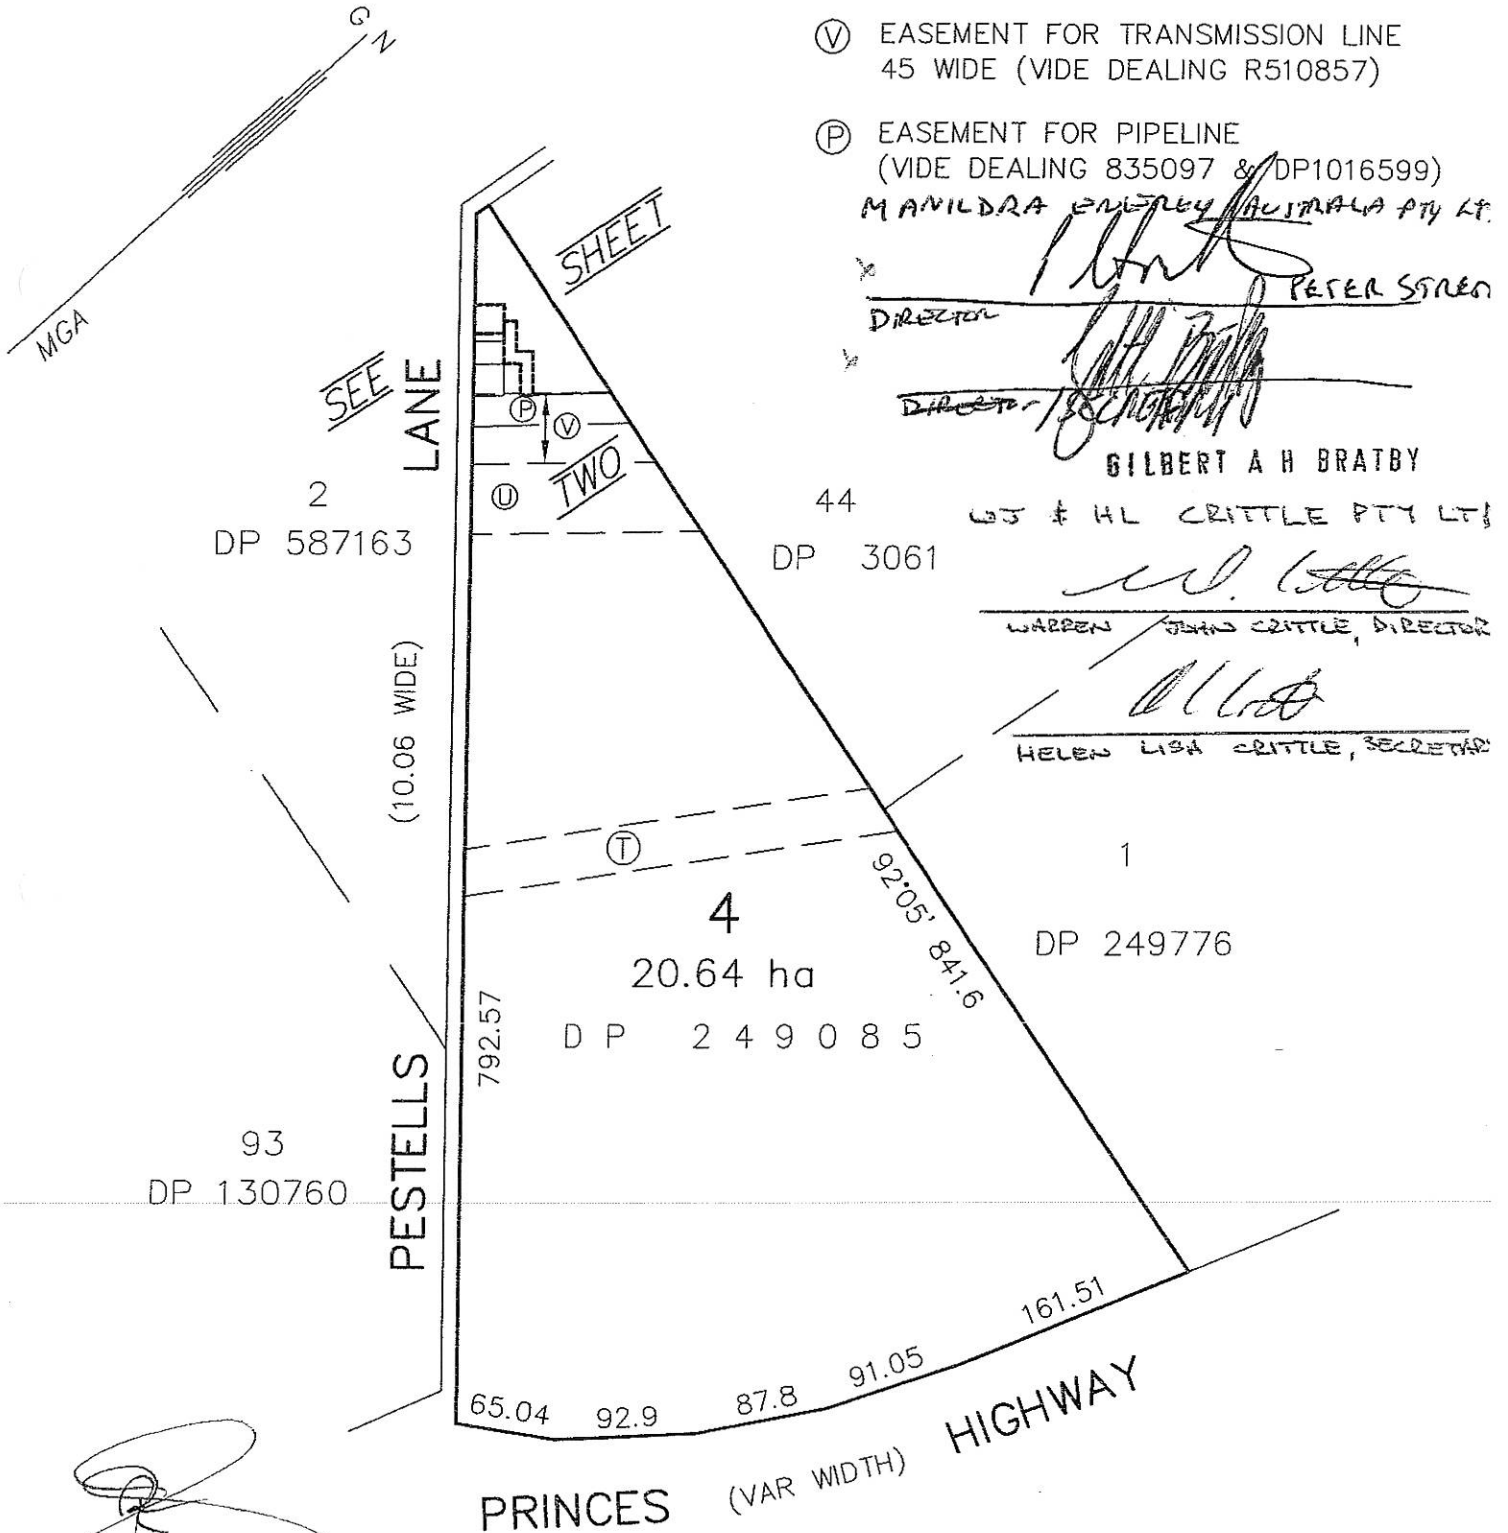 G N
MGA
Ⓥ EASEMENT FOR TRANSMISSION LINE
45 WIDE (VIDE DEALING R510857)
Ⓟ EASEMENT FOR PIPELINE
(VIDE DEALING 835097 & DP1016599)
MANILDRA ENERGY AUSTRALIA PTY
PETER
DIRECTOR
DIRECTOR
GILBERT A H BRATBY
WJ & HL CRITTLE PTY
WARREN JOHN CRITTLE, DIRECTOR
HELEN LISA CRITTLE,
SHEET
SEE
LANE
Ⓟ
Ⓥ
TWO
Ⓤ
2
DP 587163
44
DP 3061
(10.06 WIDE)
Ⓣ
4
20.64 ha
DP 249085
92°05' 841.6
1
DP 249776
792.57
PESTELLS
93
DP 130760
65.04
92.9
87.8
91.05
161.51
PRINCES (VAR WIDTH) HIGHWAY